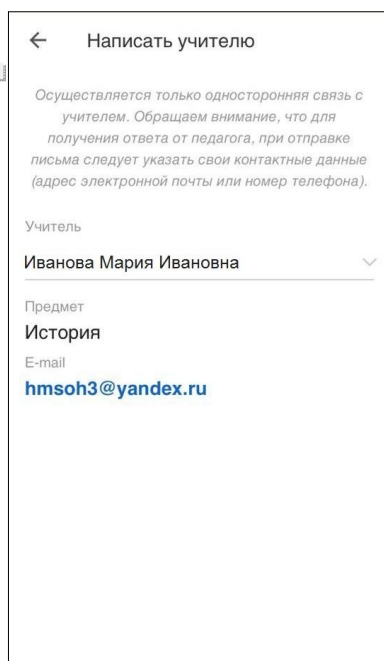 ← Написать учителю
Осуществляется только односторонняя связь с
учителем. Обращаем внимание, что для
получения ответа от педагога, при отправке
письма следует указать свои контактные данные
(адрес электронной почты или номер телефона).
Учитель
Иванова Мария Ивановна
Предмет
История
E-mail
hmsoh3@yandex.ru